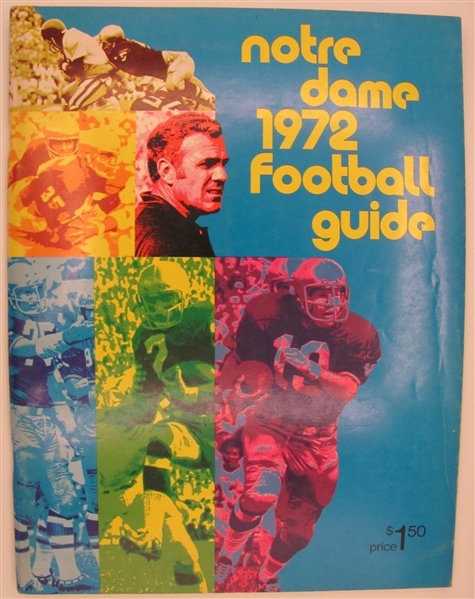 notre
dame
1972
football
guide
$1.50
price